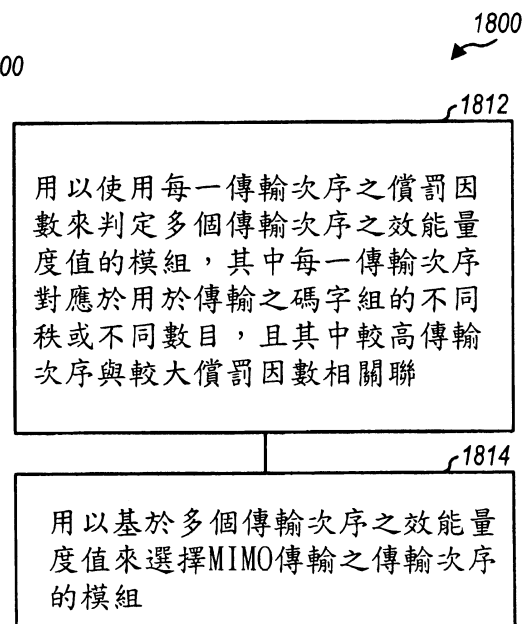 1800
00
1812
用以使用每一傳輸次序之償罰因
數來判定多個傳輸次序之效能量
度值的模組，其中每一傳輸次序
對應於用於傳輸之碼字組的不同
秩或不同數目，且其中較高傳輸
次序與較大償罰因數相關聯
1814
用以基於多個傳輸次序之效能量
度值來選擇MIMO傳輸之傳輸次序
的模組